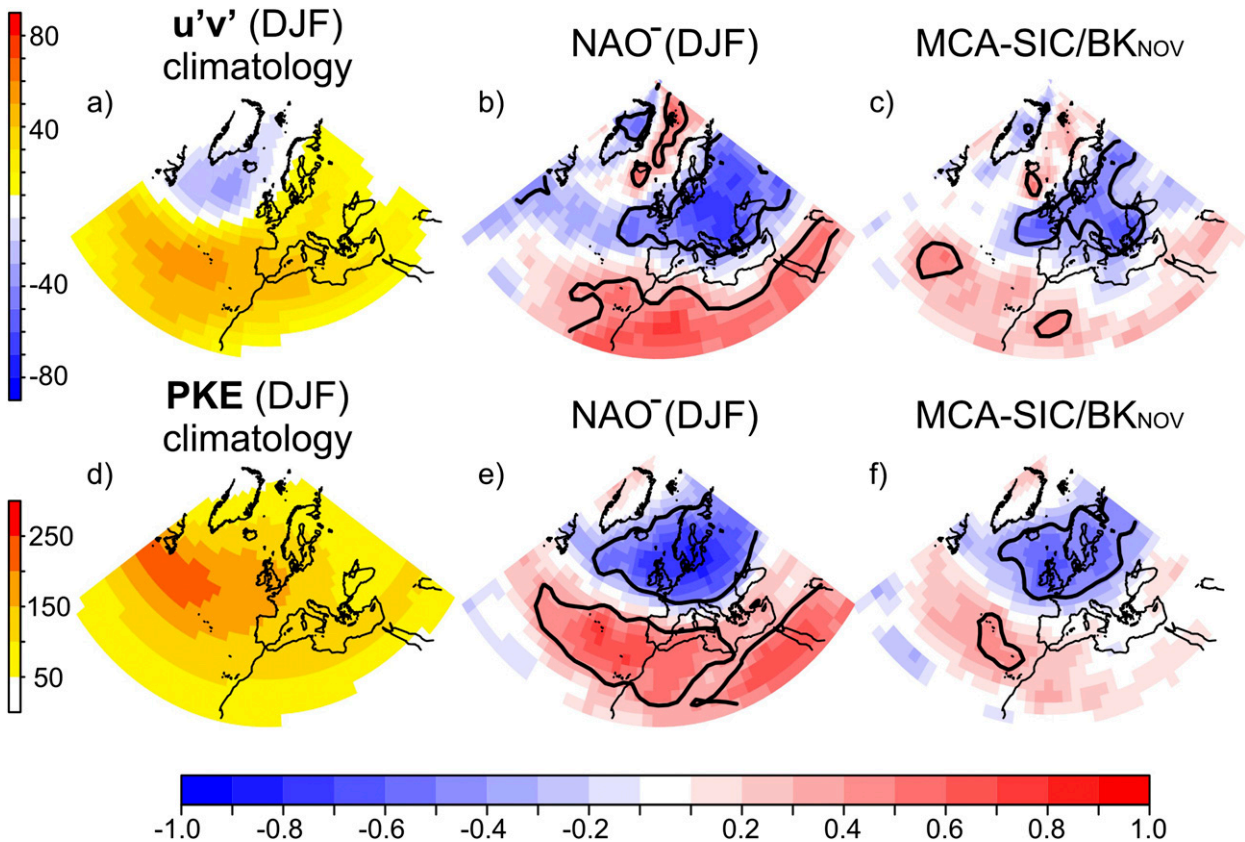 u'v' (DJF)
climatology
NAO⁻(DJF)
MCA-SIC/BKNOV
a)
b)
c)
80
40
-40
-80
PKE (DJF)
climatology
NAO⁻(DJF)
MCA-SIC/BKNOV
d)
e)
f)
250
150
50
-1.0 -0.8 -0.6 -0.4 -0.2 0.2 0.4 0.6 0.8 1.0